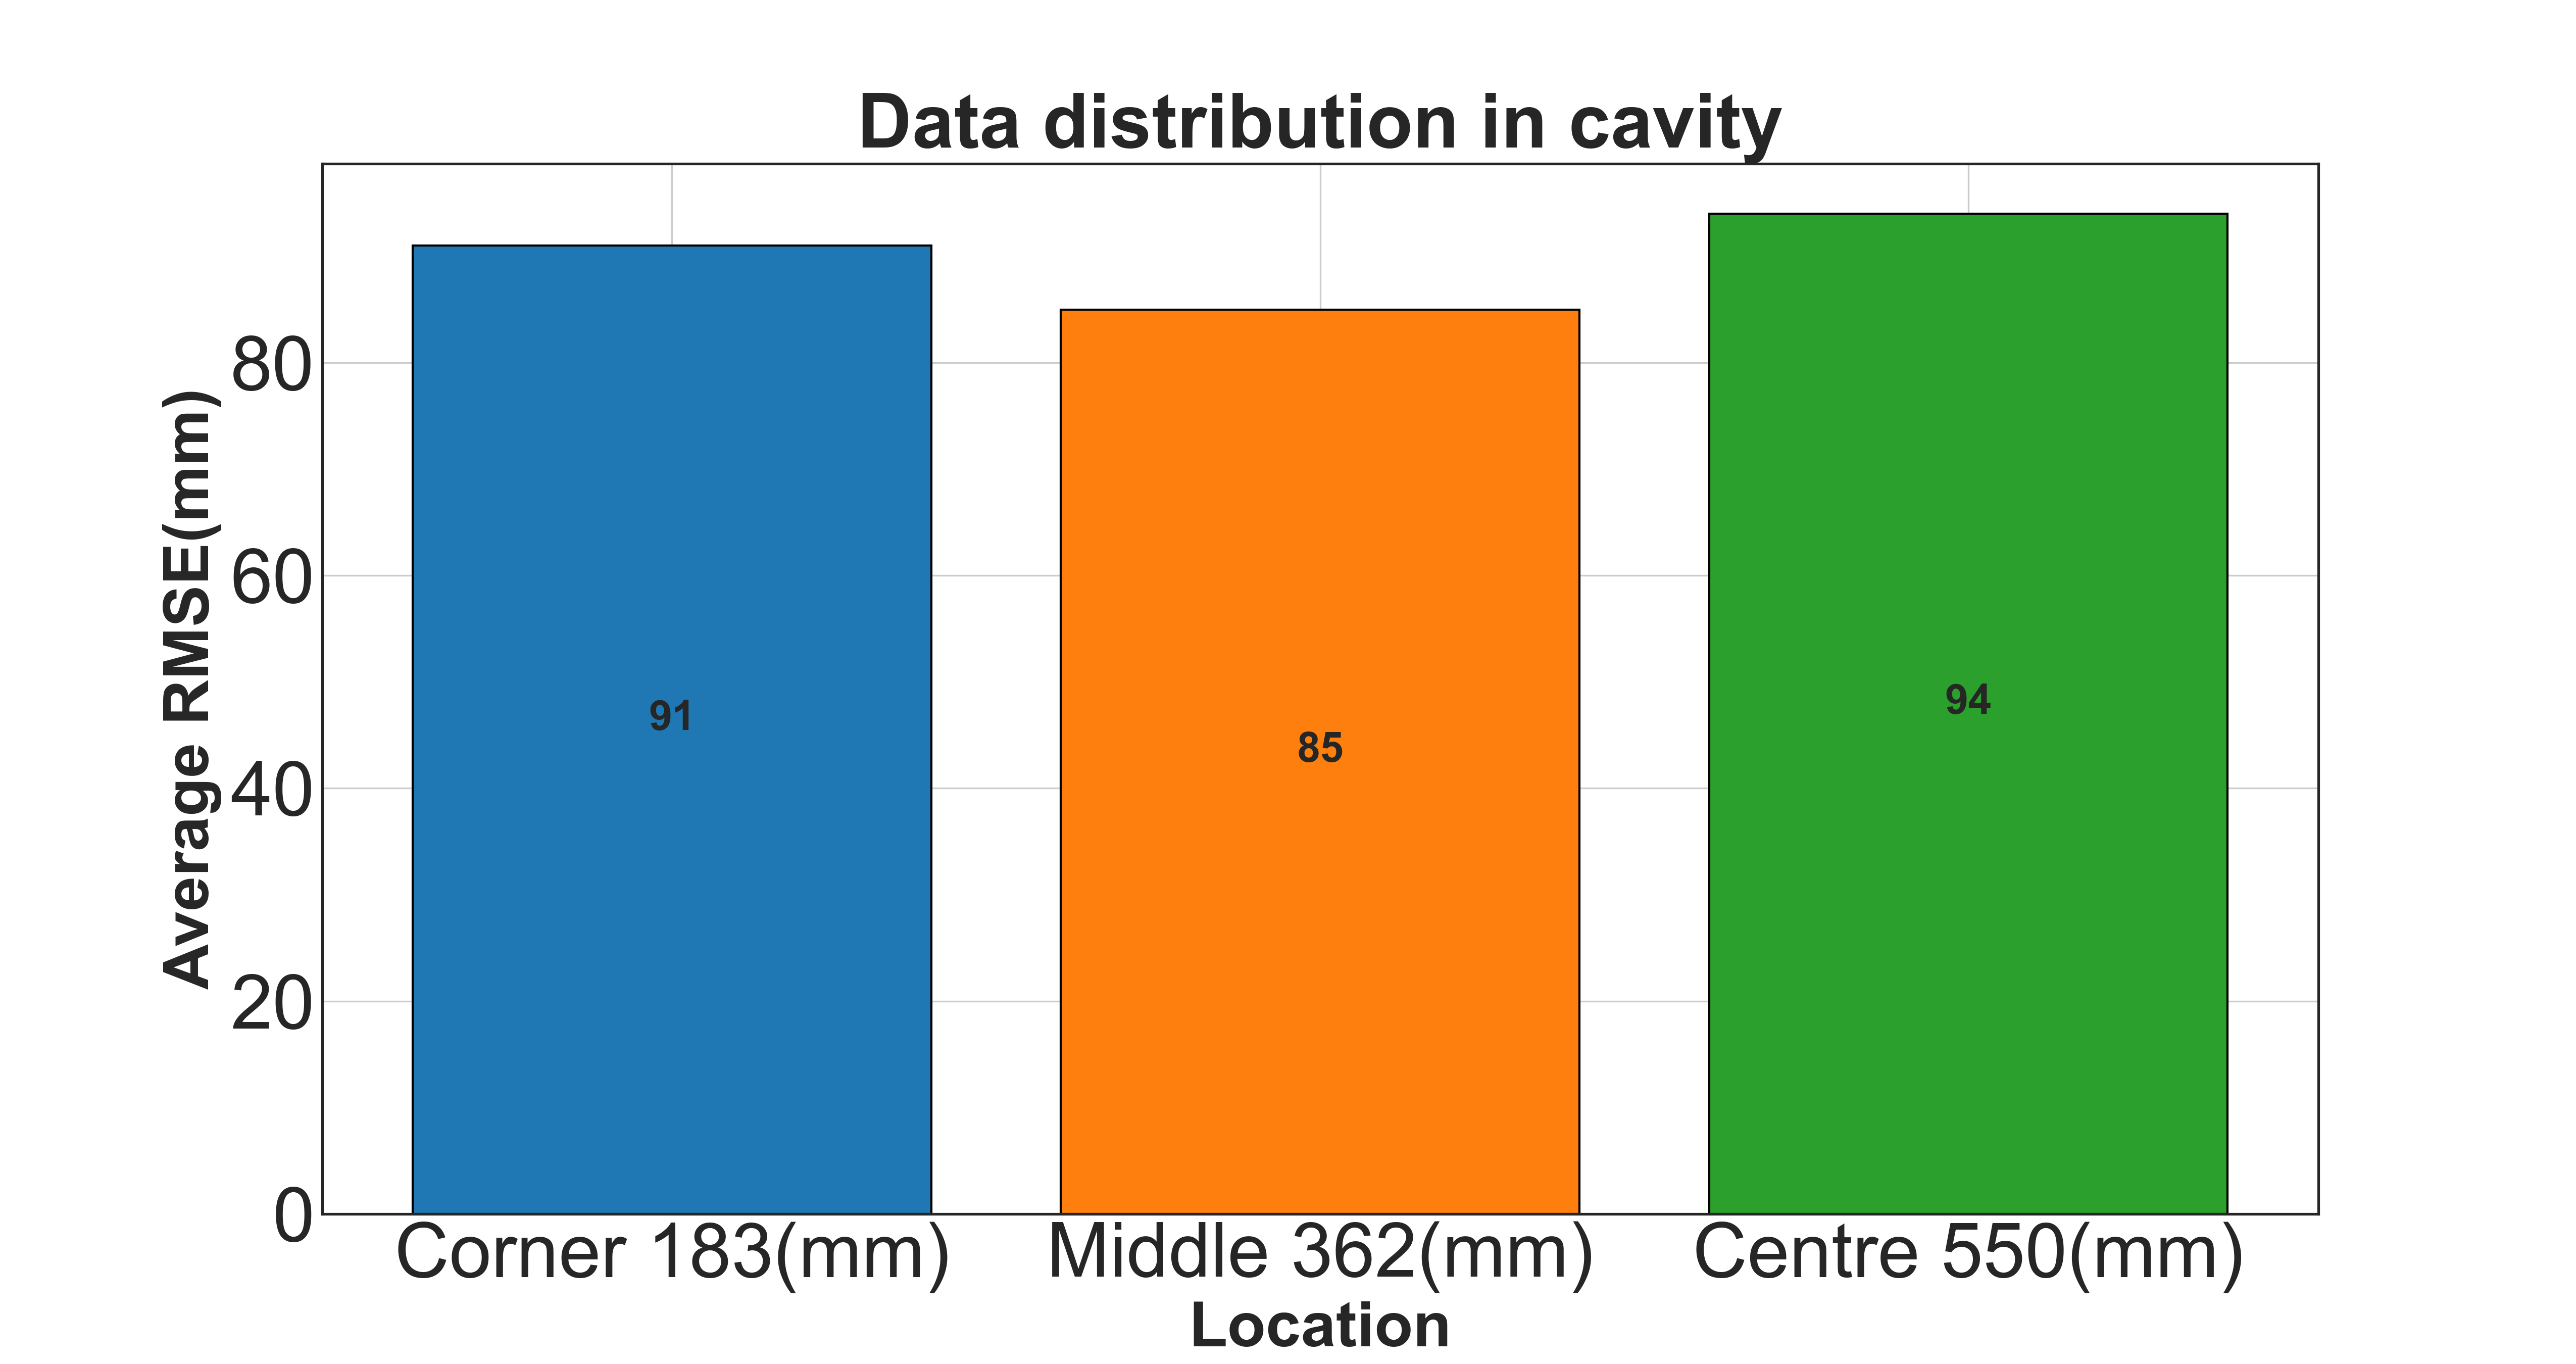 Data distribution in cavity
Average RMSE(mm)
80
60
40
20
0
91
85
94
Corner 183(mm)
Middle 362(mm)
Centre 550(mm)
Location